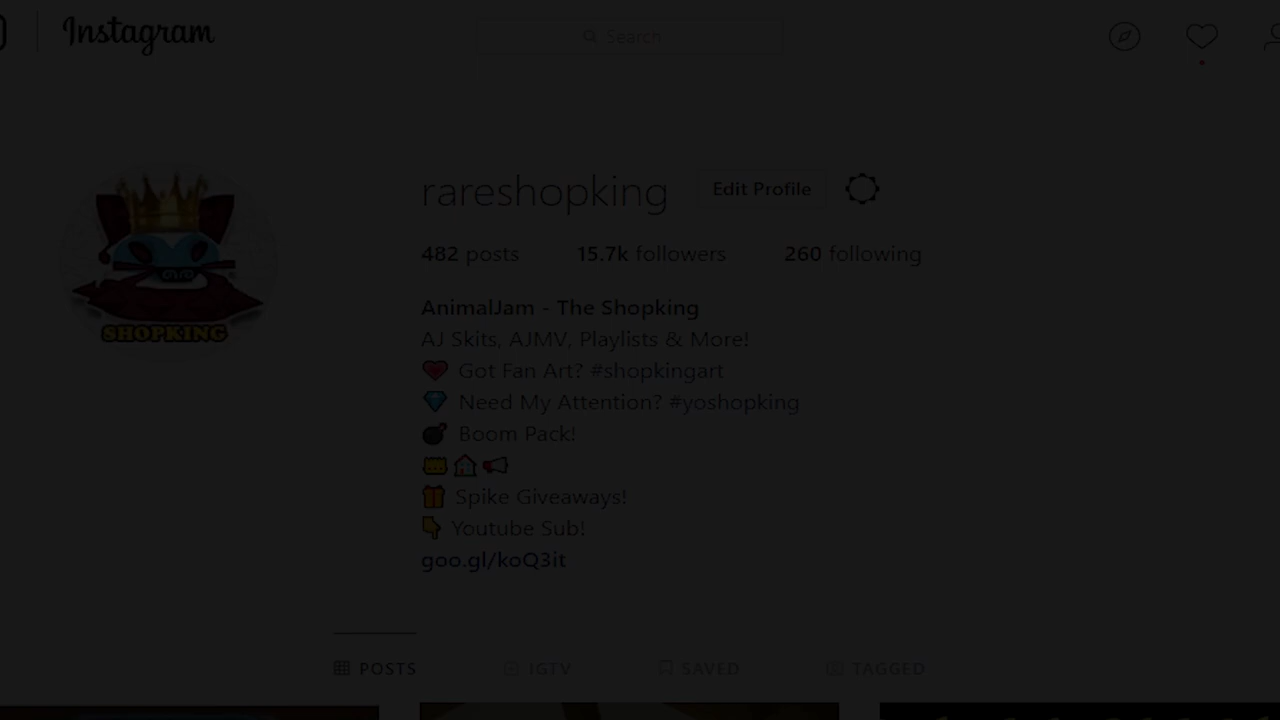 Instagram
Search
rareshopking Edit Profile
482 posts 15.7k followers 260 following
AnimalJam - The Shopking
AJ Skits, AJMV, Playlists & More!
Got Fan Art? #shopkingart
Need My Attention? #yoshopking
Boom Pack!
Spike Giveaways!
Youtube Sub!
goo.gl/koQ3it
SHOPKING
POSTS IGTV SAVED TAGGED